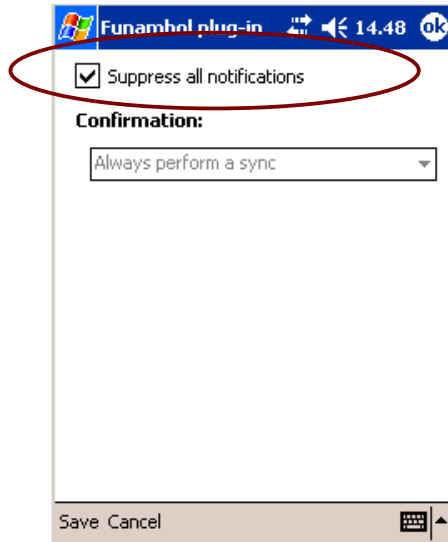 Funambol plug-in 14.48 ok
Suppress all notifications
Confirmation:
Always perform a sync
Save Cancel